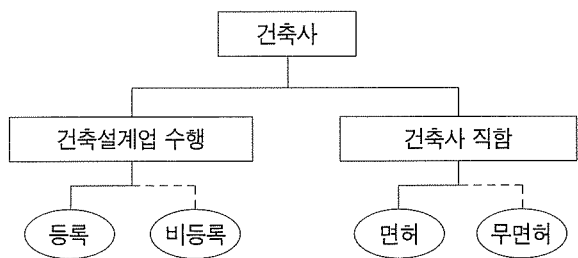 건축사
건축설계업 수행
건축사 직함
등록
비등록
면허
무면허